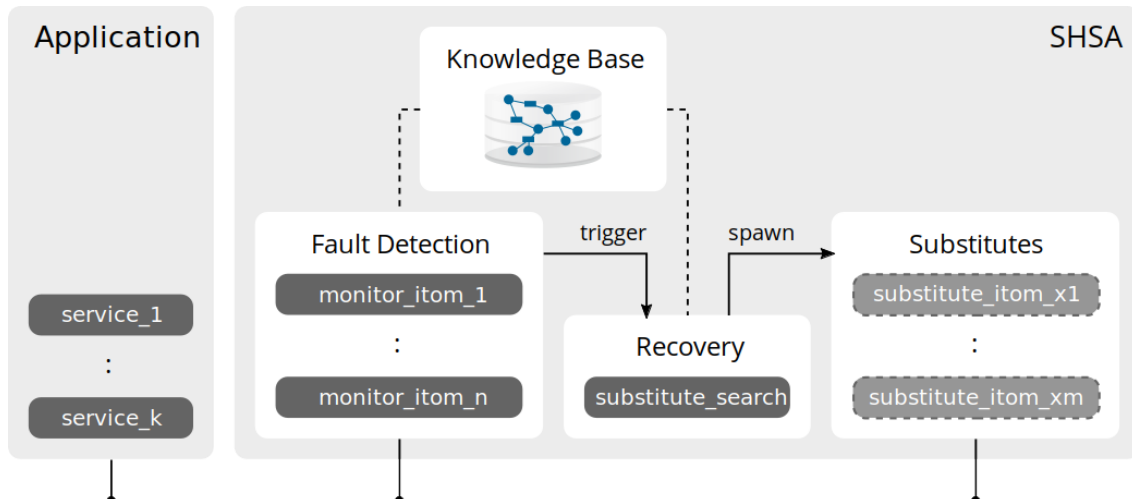 Application
SHSA
Knowledge Base
trigger
spawn
Fault Detection
Substitutes
monitor_itom_1
substitute_itom_x1
service_1
:
:
:
Recovery
monitor_itom_n
substitute_search
substitute_itom_xm
service_k